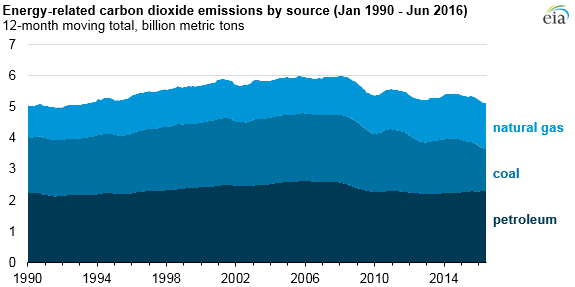 Energy-related carbon dioxide emissions by source (Jan 1990 - Jun 2016)
12-month moving total, billion metric tons
eia
7
6
5
4
3
2
1
0
natural gas
coal
petroleum
1990 1994 1998 2002 2006 2010 2014